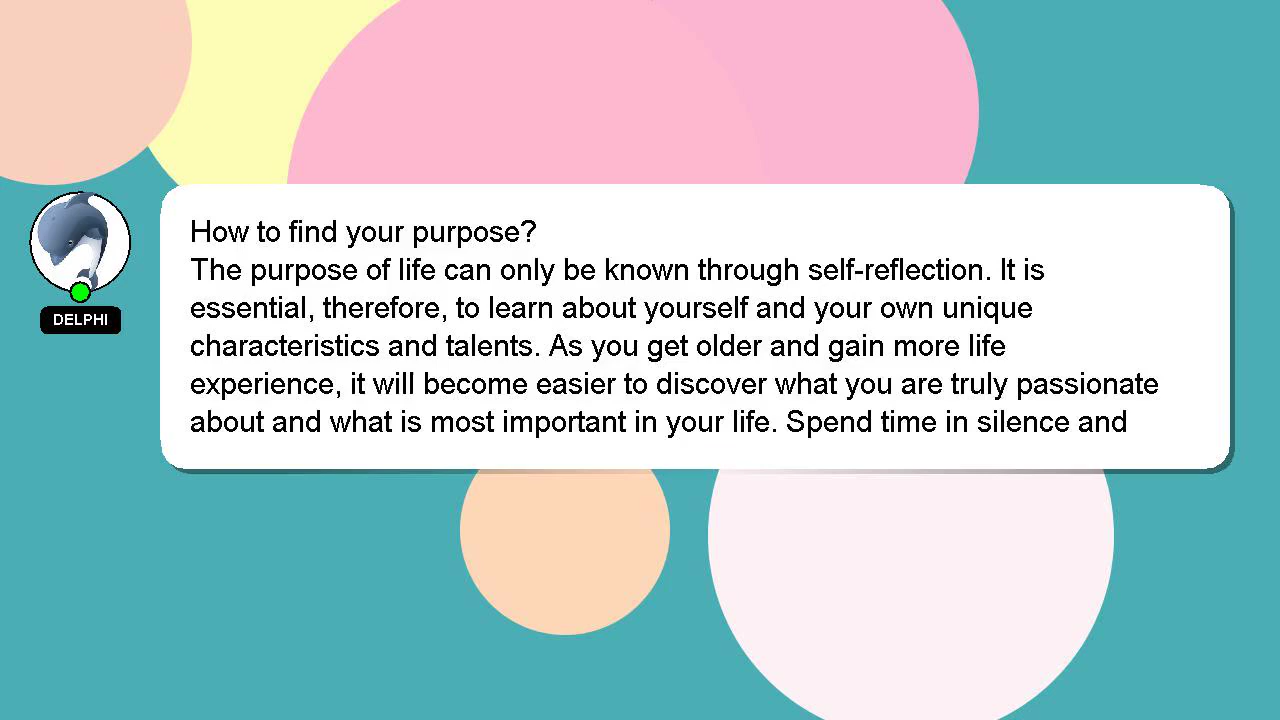 How to find your purpose?
The purpose of life can only be known through self-reflection. It is
essential, therefore, to learn about yourself and your own unique
characteristics and talents. As you get older and gain more life
experience, it will become easier to discover what you are truly passionate
about and what is most important in your life. Spend time in silence and
DELPHI